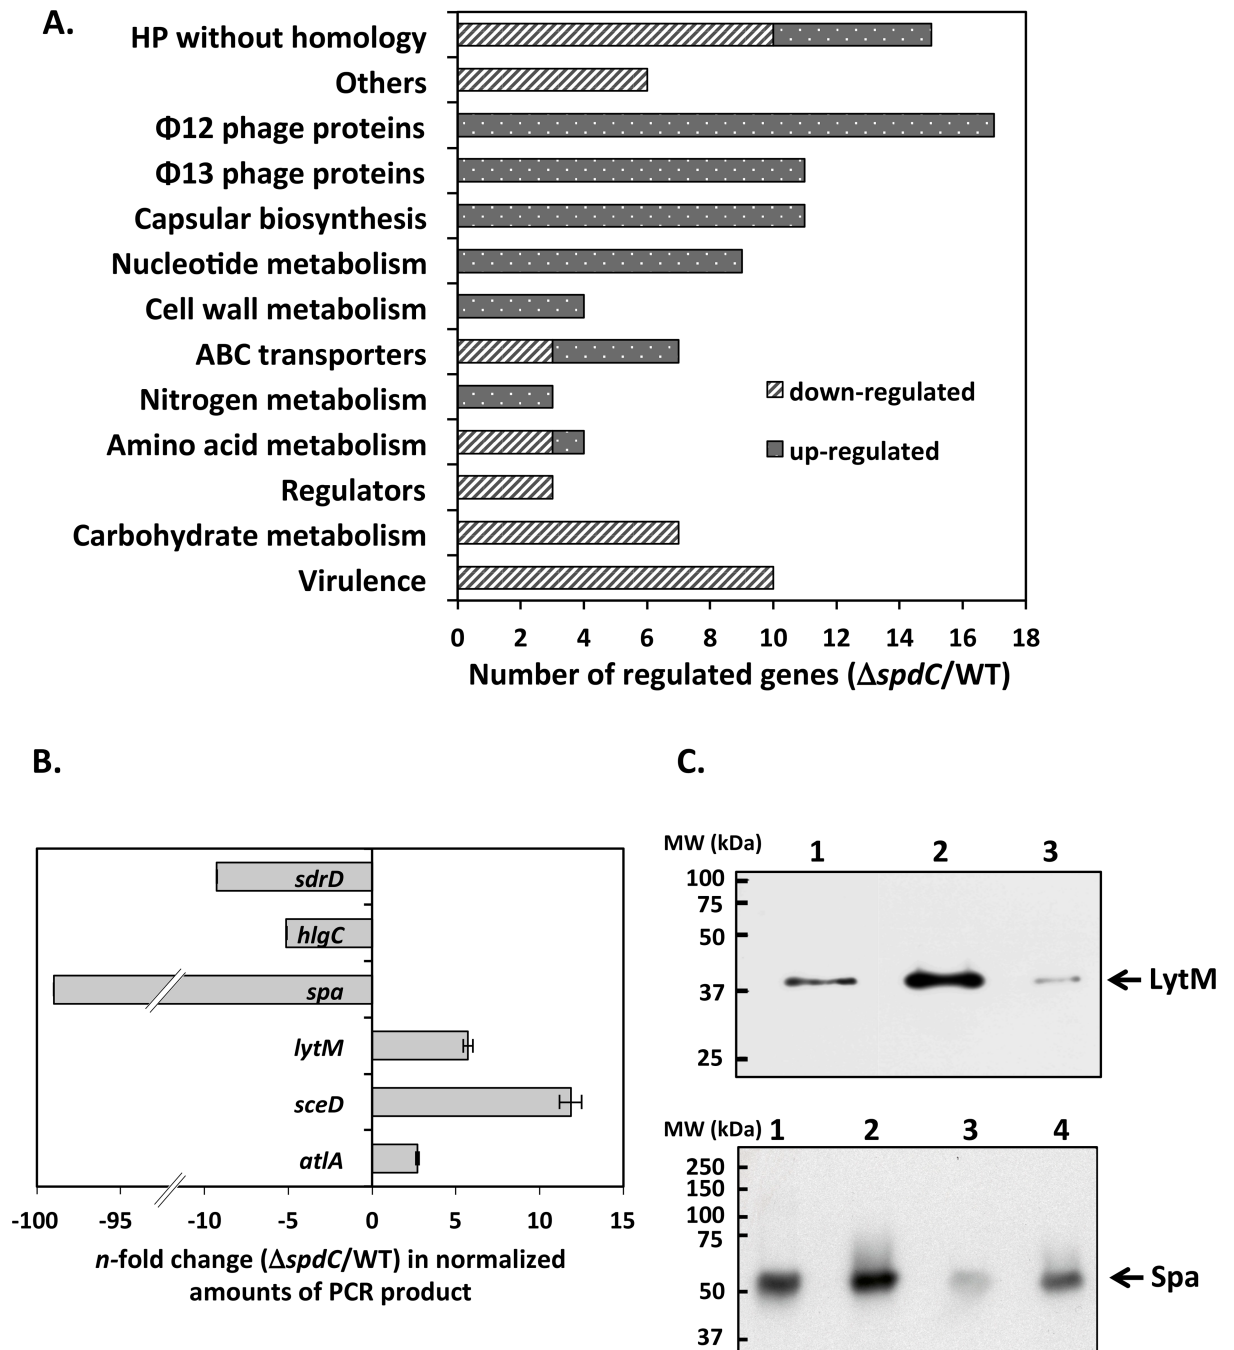 A.
HP without homology
Others
Φ12 phage proteins
Φ13 phage proteins
Capsular biosynthesis
Nucleotide metabolism
Cell wall metabolism
ABC transporters
Nitrogen metabolism
Amino acid metabolism
Regulators
Carbohydrate metabolism
Virulence
down-regulated
up-regulated
0 2 4 6 8 10 12 14 16 18
Number of regulated genes (ΔspdC/WT)
B.
sdrD
hlgC
spa
lytM
sceD
atlA
-100 -95 -10 -5 0 5 10 15
n-fold change (ΔspdC/WT) in normalized
amounts of PCR product
C.
MW (kDa) 1 2 3
100
75
50
37
25
LytM
MW (kDa) 1 2 3 4
250
150
100
75
50
37
Spa